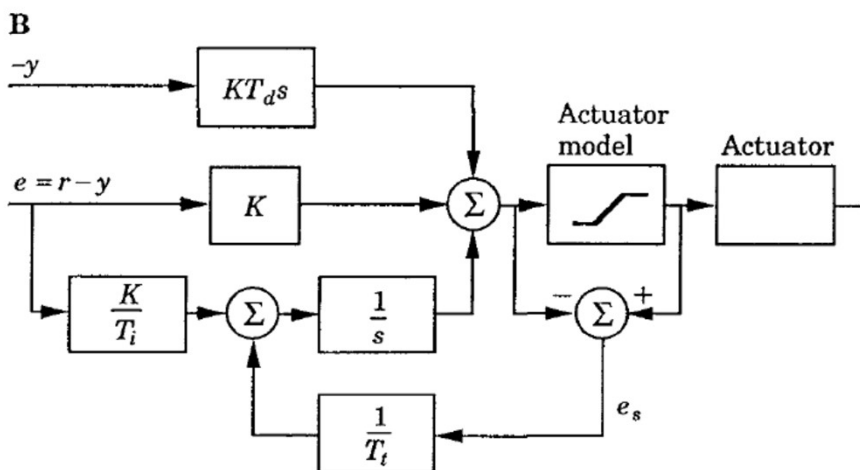 B
-y
KT_d s
Actuator model
Actuator
e = r - y
K
Σ
K/T_i
Σ
1/s
- Σ +
1/T_t
e_s